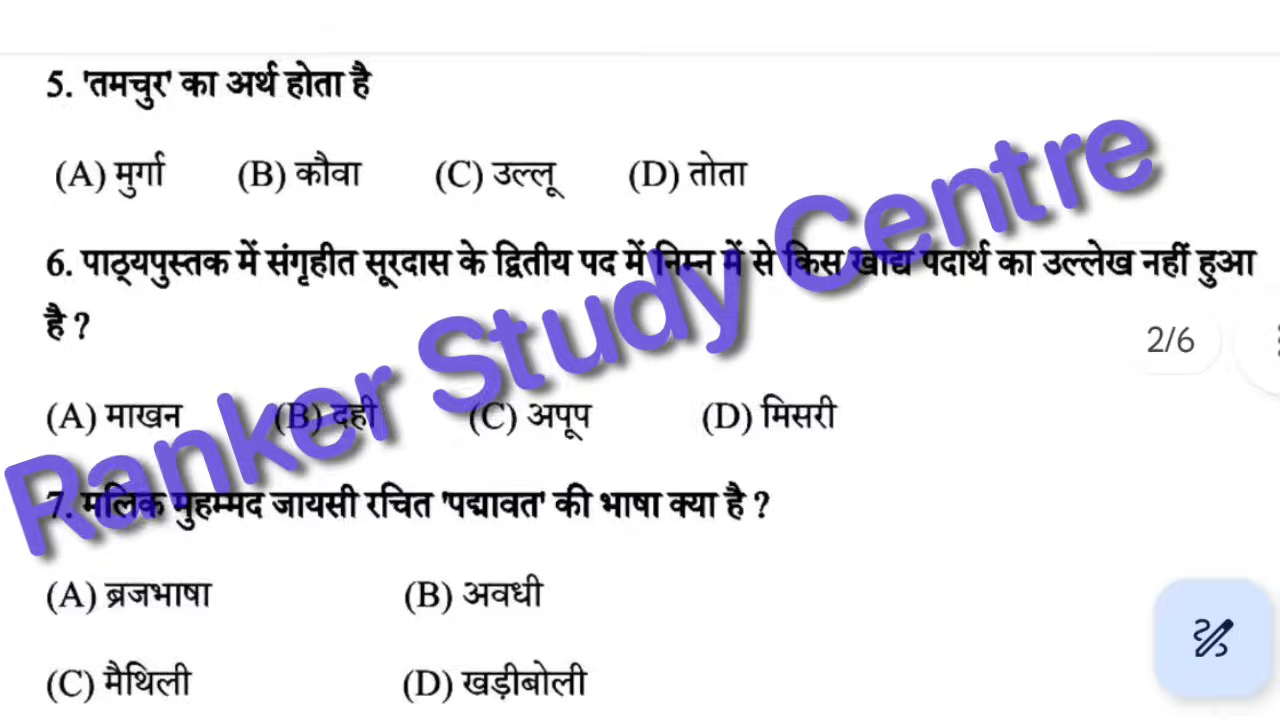 5. 'तमचुर' का अर्थ होता है
(A) मुर्गा (B) कौवा (C) उल्लू (D) तोता
6. पाठ्यपुस्तक में संगृहीत सूरदास के द्वितीय पद में निम्न में से किस खाद्य पदार्थ का उल्लेख नहीं हुआ
है ?
2/6
(A) माखन (B) दही (C) अपूप (D) मिसरी
Ranker Study Centre
7. मलिक मुहम्मद जायसी रचित 'पद्मावत' की भाषा क्या है ?
(A) ब्रजभाषा (B) अवधी
(C) मैथिली (D) खड़ीबोली